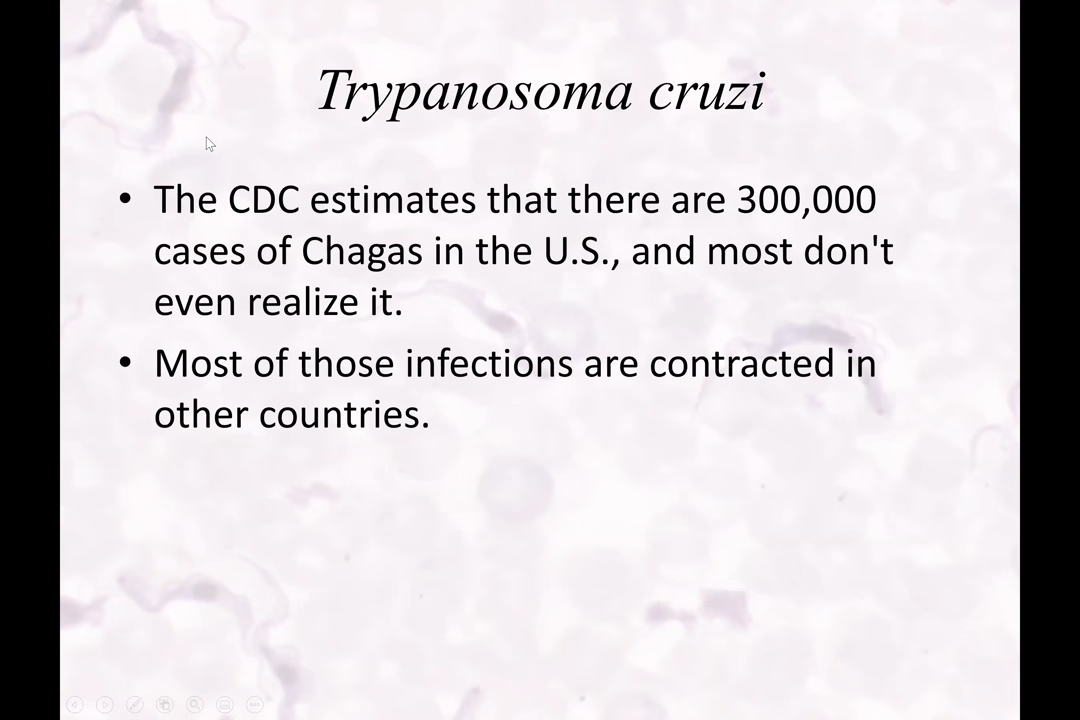 Trypanosoma cruzi
• The CDC estimates that there are 300,000
cases of Chagas in the U.S., and most don't
even realize it.
• Most of those infections are contracted in
other countries.